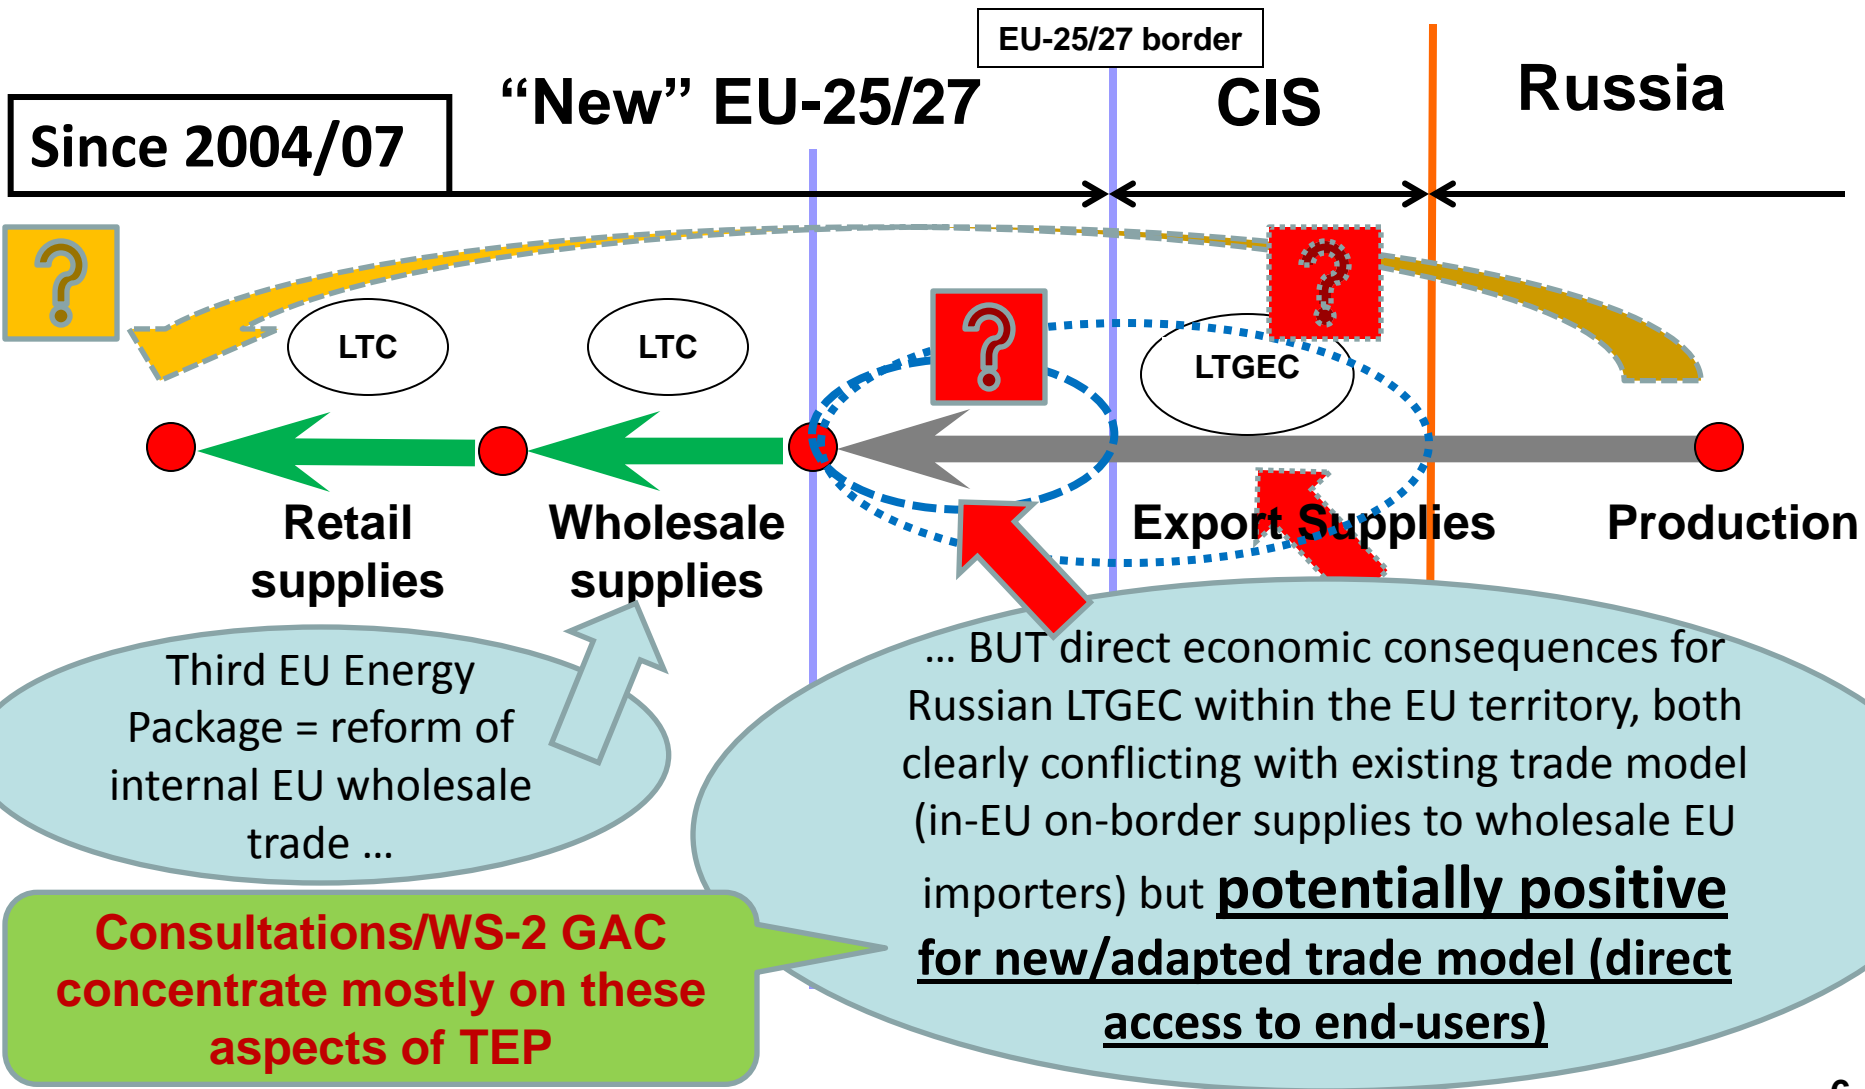 EU-25/27 border
“New” EU-25/27
CIS
Russia
Since 2004/07
?
?
?
LTC
LTC
LTGEC
Retail
supplies
Wholesale
supplies
Export Supplies
Production
Third EU Energy
Package = reform of
internal EU wholesale
trade …
… BUT direct economic consequences for
Russian LTGEC within the EU territory, both
clearly conflicting with existing trade model
(in-EU on-border supplies to wholesale EU
importers) but potentially positive
for new/adapted trade model (direct
access to end-users)
Consultations/WS-2 GAC
concentrate mostly on these
aspects of TEP